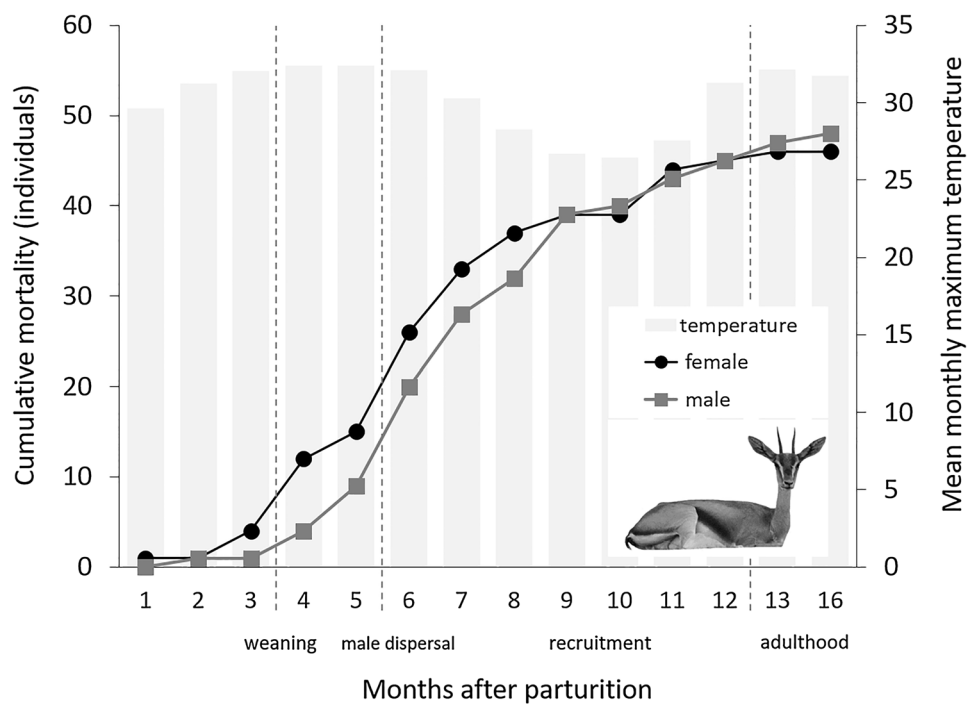 60
50
40
30
20
10
0
Cumulative mortality (individuals)
35
30
25
20
15
10
5
0
Mean monthly maximum temperature
temperature
female
male
1 2 3 4 5 6 7 8 9 10 11 12 13 16
weaning male dispersal recruitment adulthood
Months after parturition